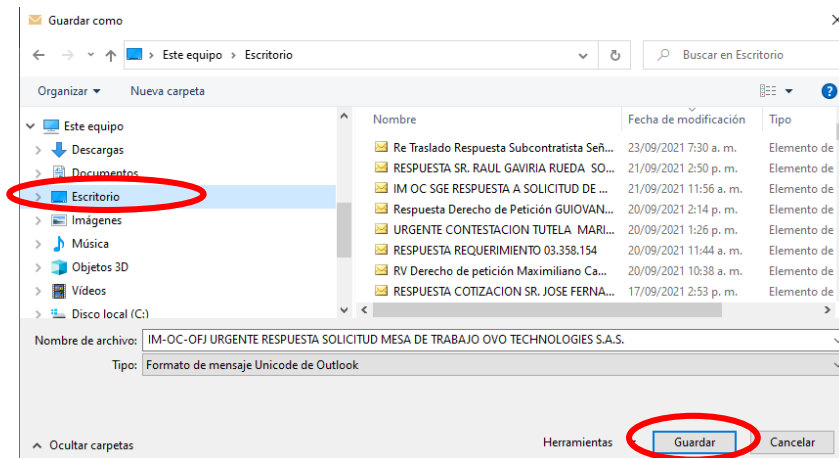 Guardar como
Este equipo > Escritorio
Buscar en Escritorio
Organizar
Nueva carpeta
Este equipo
Descargas
Documentos
Escritorio
Imágenes
Música
Objetos 3D
Vídeos
Disco local (C:)
Nombre Fecha de modificación Tipo
Re Traslado Respuesta Subcontratista Señ... 23/09/2021 7:30 a. m. Elemento de
RESPUESTA SR. RAUL GAVIRIA RUEDA SO... 21/09/2021 2:50 p. m. Elemento de
IM OC SGE RESPUESTA A SOLICITUD DE ... 21/09/2021 11:56 a. m. Elemento de
Respuesta Derecho de Petición GUIOVAN... 20/09/2021 2:14 p. m. Elemento de
URGENTE CONTESTACION TUTELA MARI... 20/09/2021 1:26 p. m. Elemento de
RESPUESTA REQUERIMIENTO 03.358.154 20/09/2021 11:44 a. m. Elemento de
RV Derecho de petición Maximiliano Ca... 20/09/2021 10:38 a. m. Elemento de
RESPUESTA COTIZACION SR. JOSE FERNA... 17/09/2021 2:53 p. m. Elemento de
Nombre de archivo: IM-OC-OFJ URGENTE RESPUESTA SOLICITUD MESA DE TRABAJO OVO TECHNOLOGIES S.A.S.
Tipo: Formato de mensaje Unicode de Outlook
Ocultar carpetas
Herramientas
Guardar
Cancelar